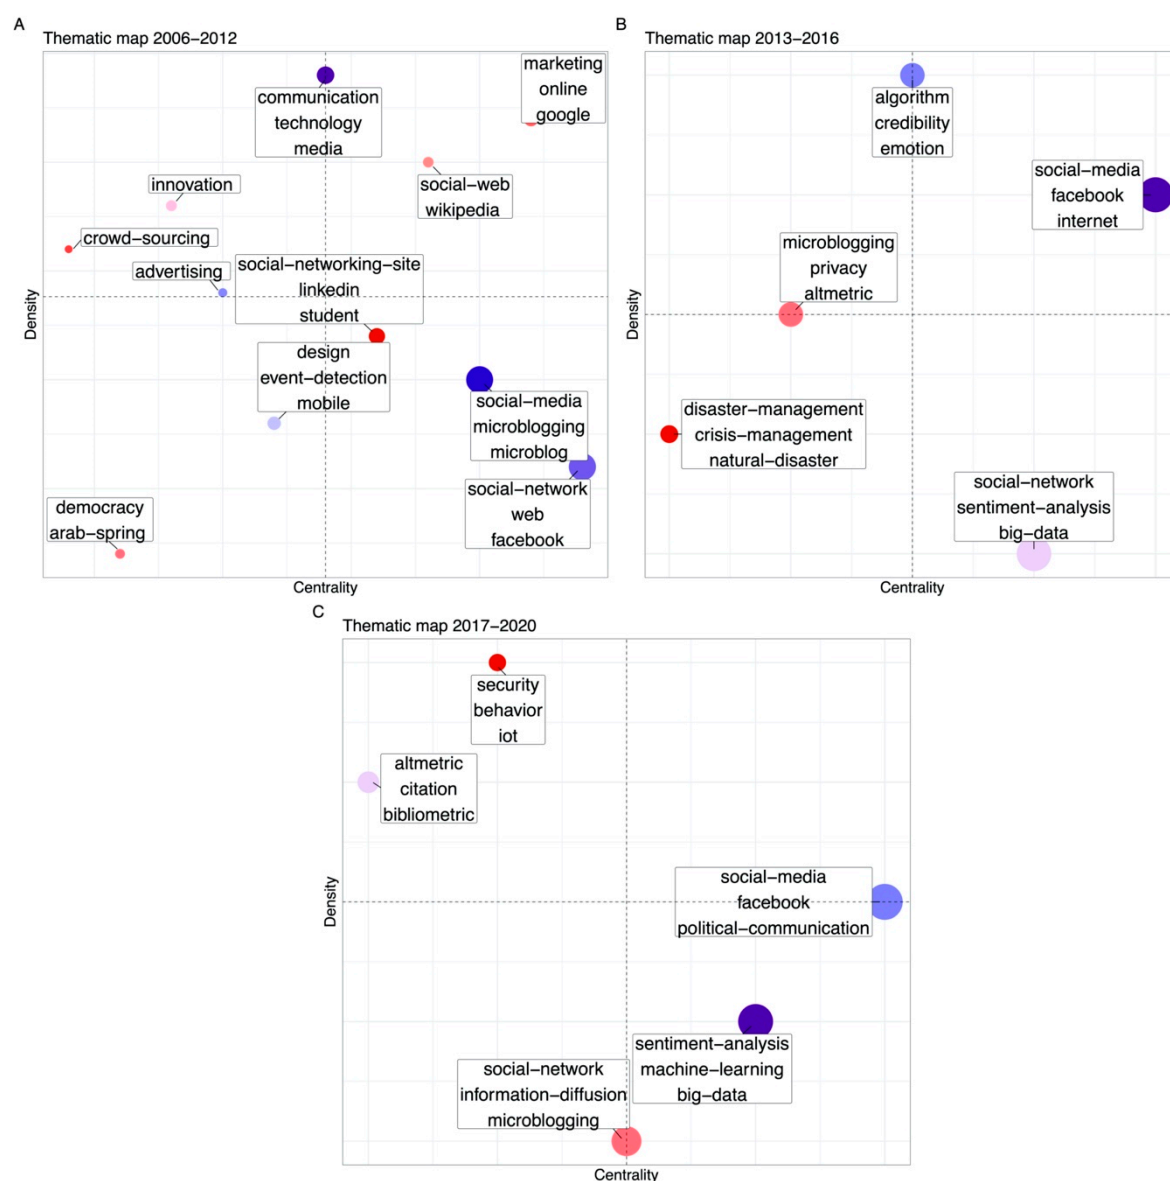 A
Thematic map 2006–2012
marketing
online
google
communication
technology
media
social–web
wikipedia
innovation
crowd–sourcing
advertising
social–networking–site
linkedin
student
design
event–detection
mobile
social–media
microblogging
microblog
social–network
web
facebook
democracy
arab–spring
Density
Centrality
B
Thematic map 2013–2016
algorithm
credibility
emotion
social–media
facebook
internet
microblogging
privacy
altmetric
disaster–management
crisis–management
natural–disaster
social–network
sentiment–analysis
big–data
Density
Centrality
C
Thematic map 2017–2020
security
behavior
iot
altmetric
citation
bibliometric
social–media
facebook
political–communication
sentiment–analysis
machine–learning
big–data
social–network
information–diffusion
microblogging
Density
Centrality